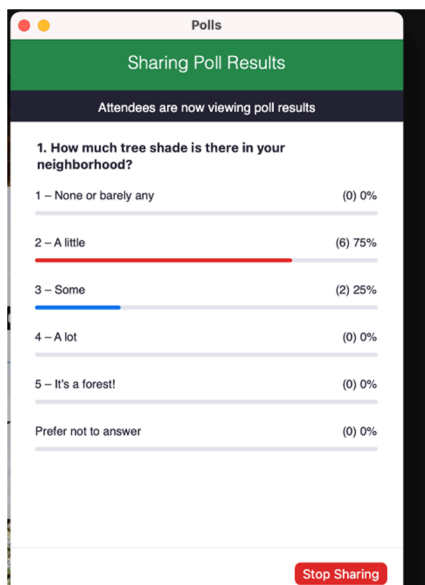 Polls
Sharing Poll Results
Attendees are now viewing poll results
1. How much tree shade is there in your
neighborhood?
1 – None or barely any (0) 0%
2 – A little (6) 75%
3 – Some (2) 25%
4 – A lot (0) 0%
5 – It's a forest! (0) 0%
Prefer not to answer (0) 0%
Stop Sharing